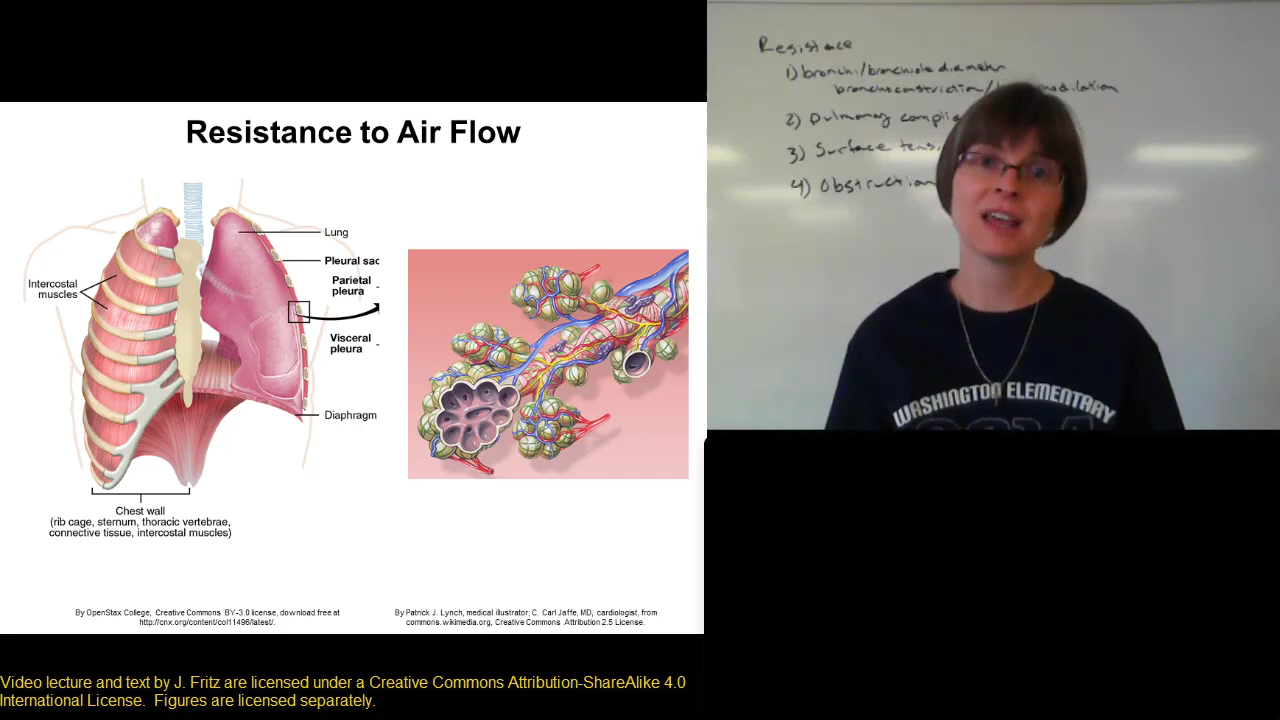 Resistance to Air Flow
Lung
Pleural sac
Parietal
pleura
Visceral
pleura
Diaphragm
Intercostal
muscles
Chest wall
(rib cage, sternum, thoracic vertebrae,
connective tissue, intercostal muscles)
By OpenStax College, Creative Commons BY-3.0 license, download free at
http://cnx.org/content/col11496/latest/.
By Patrick J. Lynch, medical illustrator; C. Carl Jaffe, MD, cardiologist, from
commons.wikimedia.org, Creative Commons Attribution 2.5 License.
1) bronchi/bronchiole diameter
bronchoconstriction/
2) Pulmonary
3) Surface
4) Obstruction
WASHINGTON ELEMENTARY
Video lecture and text by J. Fritz are licensed under a Creative Commons Attribution-ShareAlike 4.0
International License. Figures are licensed separately.